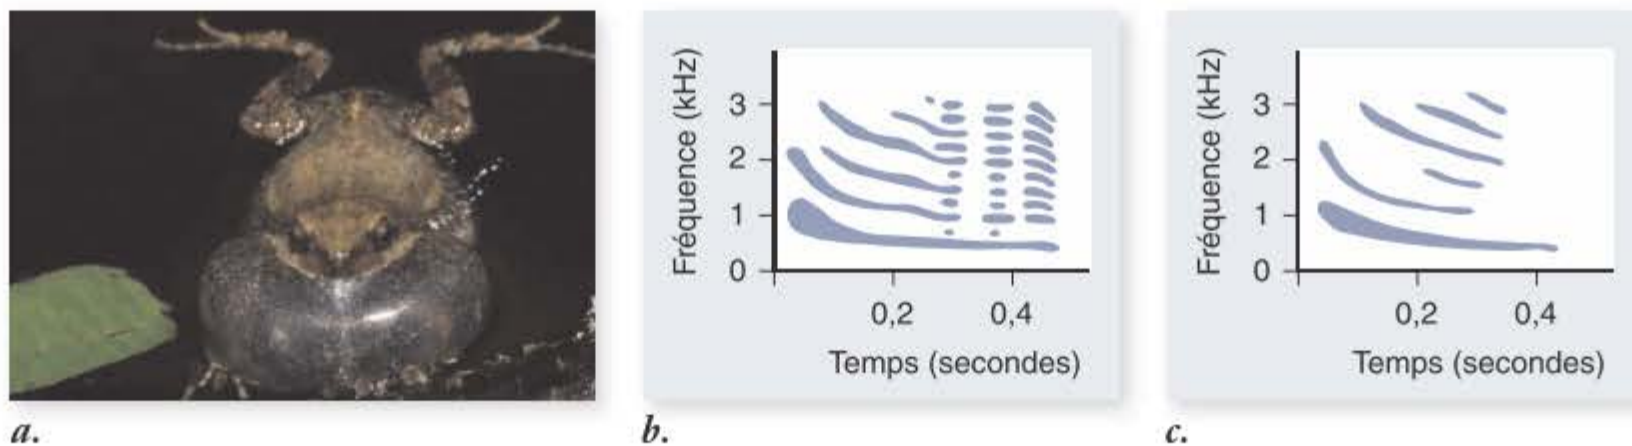 Fréquence (kHz)
3
2
1
0
0,2 0,4
Temps (secondes)
Fréquence (kHz)
3
2
1
0
0,2 0,4
Temps (secondes)
a. b. c.